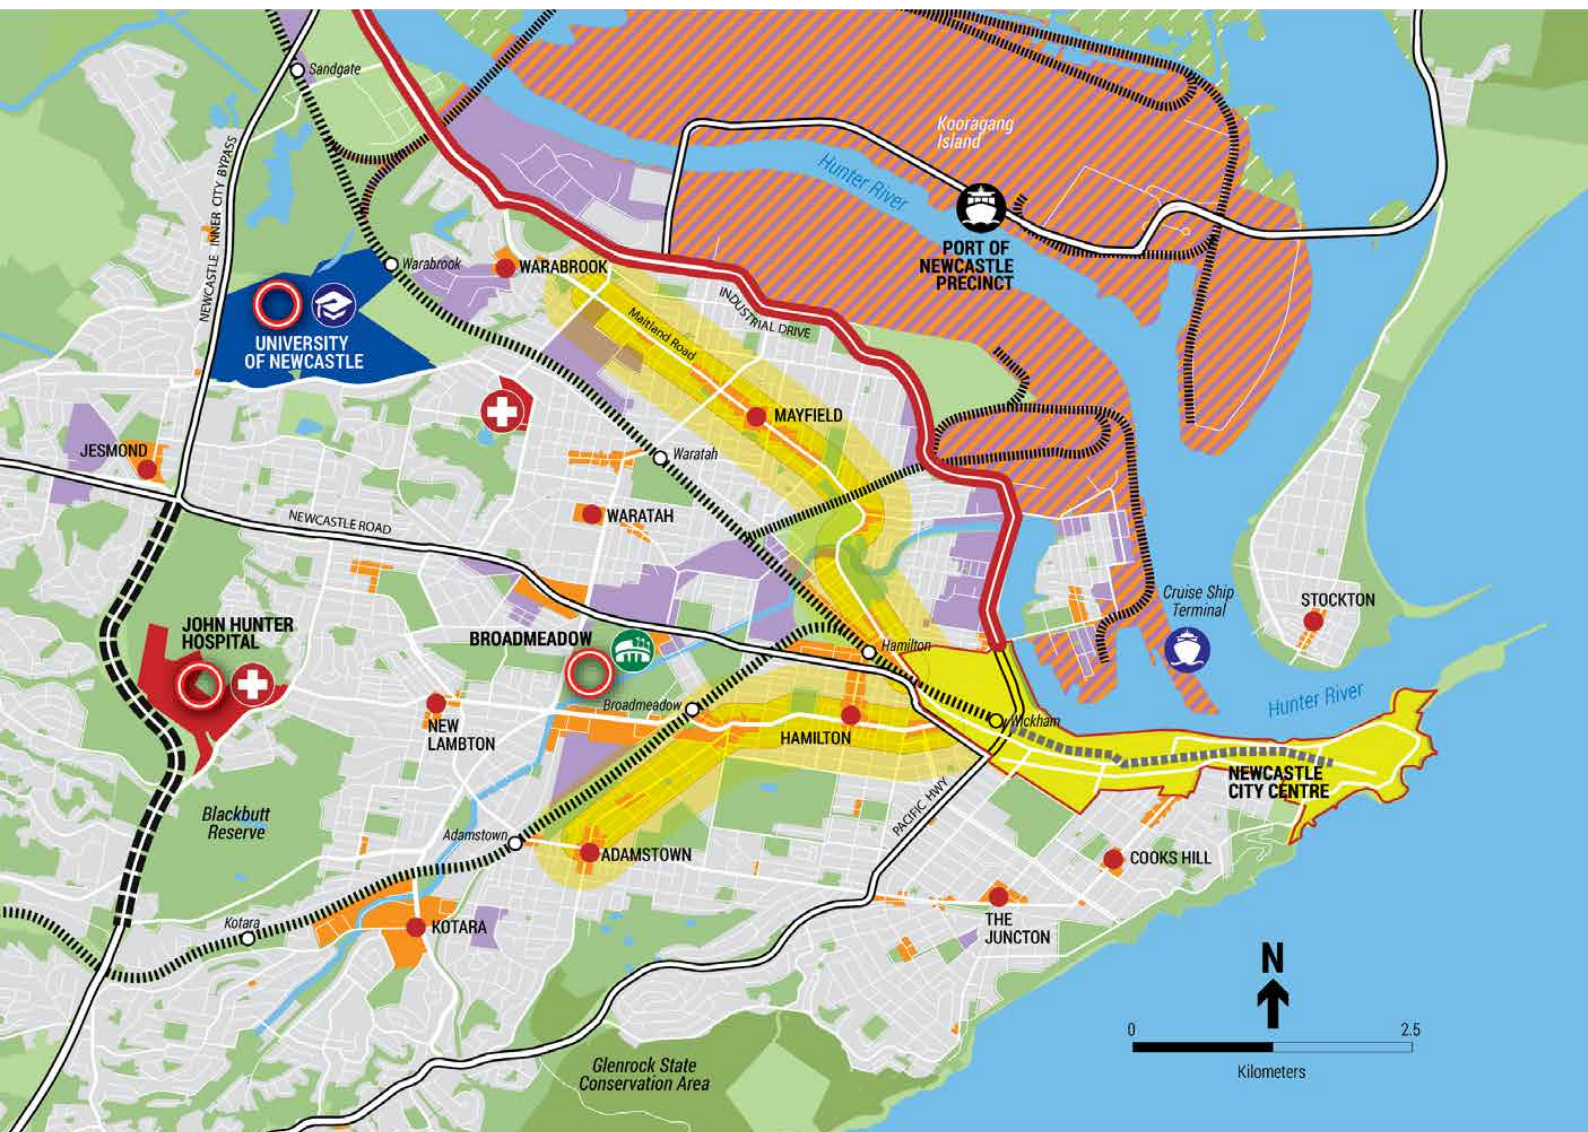 Sandgate
NEWCASTLE INNER CITY BYPASS
Kooragang
Island
Hunter River
PORT OF
NEWCASTLE
PRECINCT
Warabrook
WARABROOK
UNIVERSITY
OF NEWCASTLE
INDUSTRIAL DRIVE
Maitland Road
MAYFIELD
JESMOND
Waratah
NEWCASTLE ROAD
WARATAH
Cruise Ship
Terminal
STOCKTON
JOHN HUNTER
HOSPITAL
BROADMEADOW
Hamilton
Hunter River
Broadmeadow
NEW
LAMBTON
HAMILTON
Wickham
NEWCASTLE
CITY CENTRE
PACIFIC HWY
Blackbutt
Reserve
Adamstown
ADAMSTOWN
COOKS HILL
Kotara
KOTARA
THE
JUNCTON
N
0 2.5
Kilometers
Glenrock State
Conservation Area